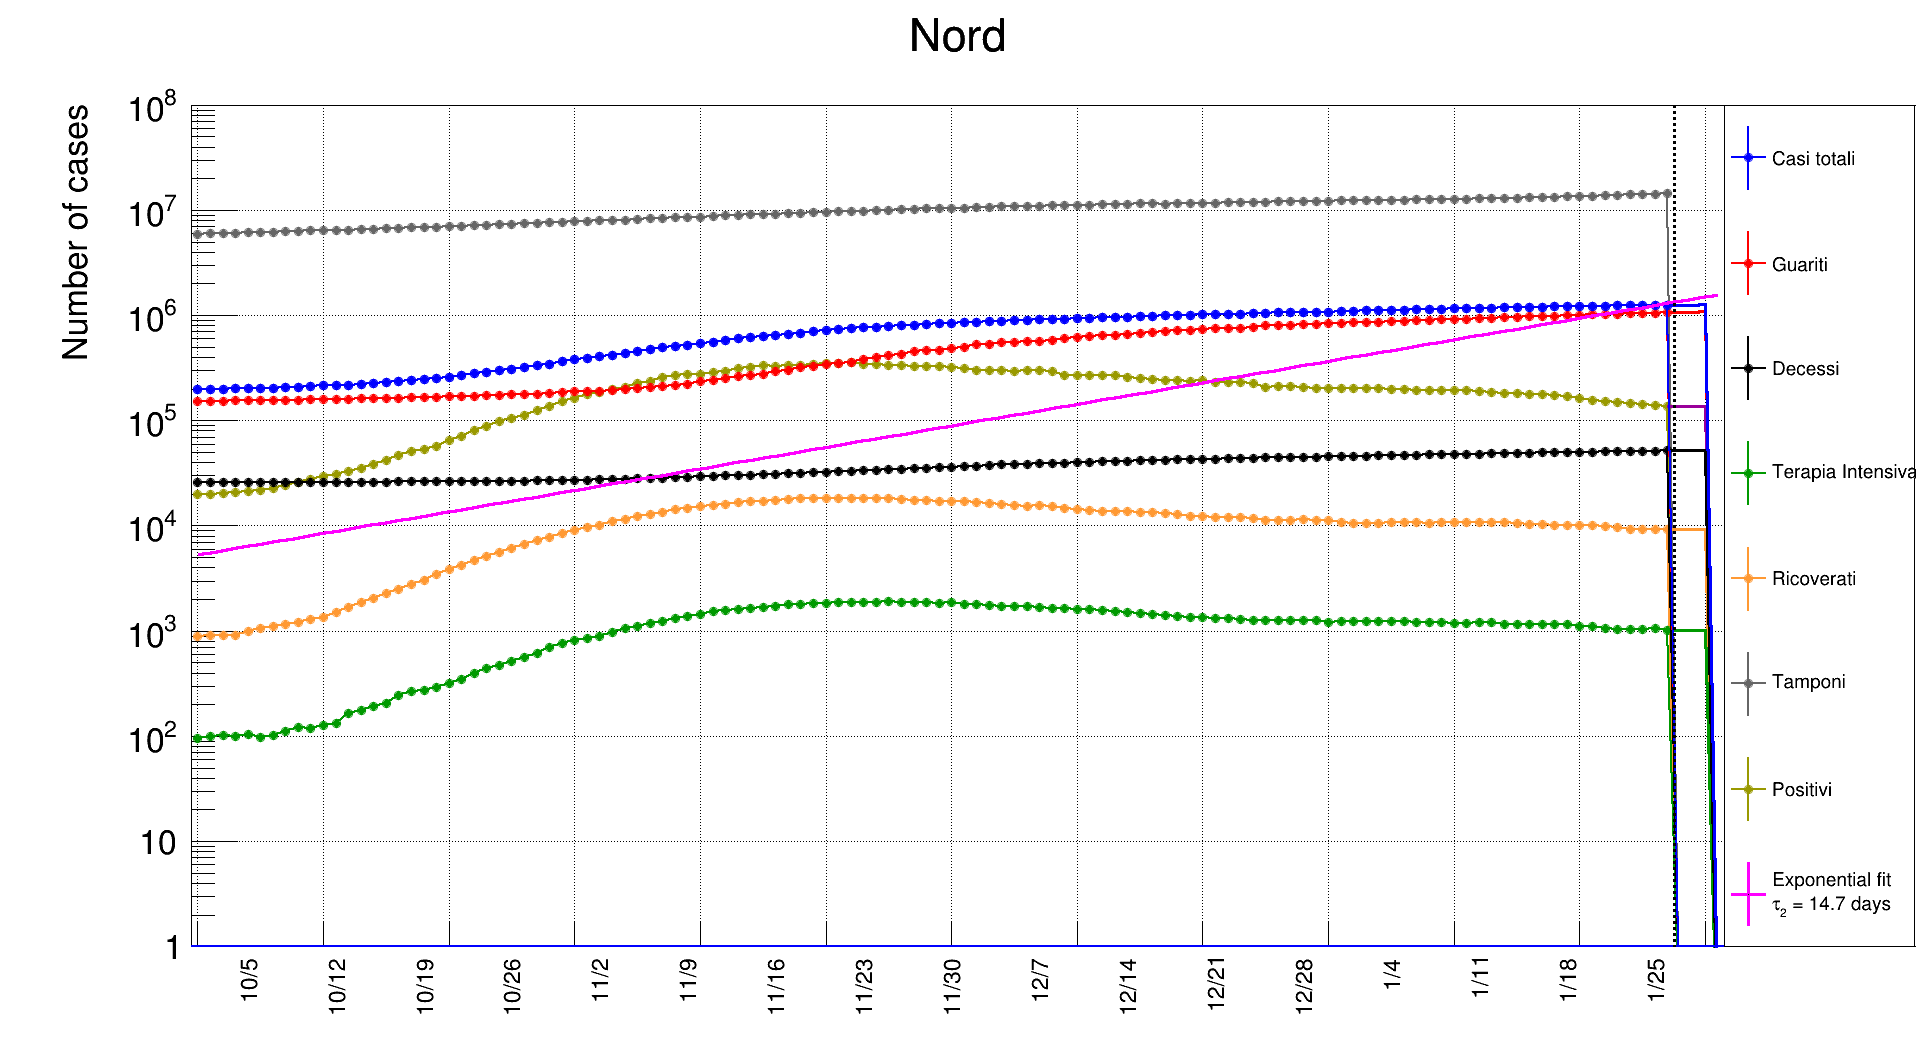 Nord
Number of cases
10^8
10^7
10^6
10^5
10^4
10^3
10^2
10
1
10/5
10/12
10/19
10/26
11/2
11/9
11/16
11/23
11/30
12/7
12/14
12/21
12/28
1/4
1/11
1/18
1/25
Casi totali
Guariti
Decessi
Terapia Intensiva
Ricoverati
Tamponi
Positivi
Exponential fit
τ₂ = 14.7 days